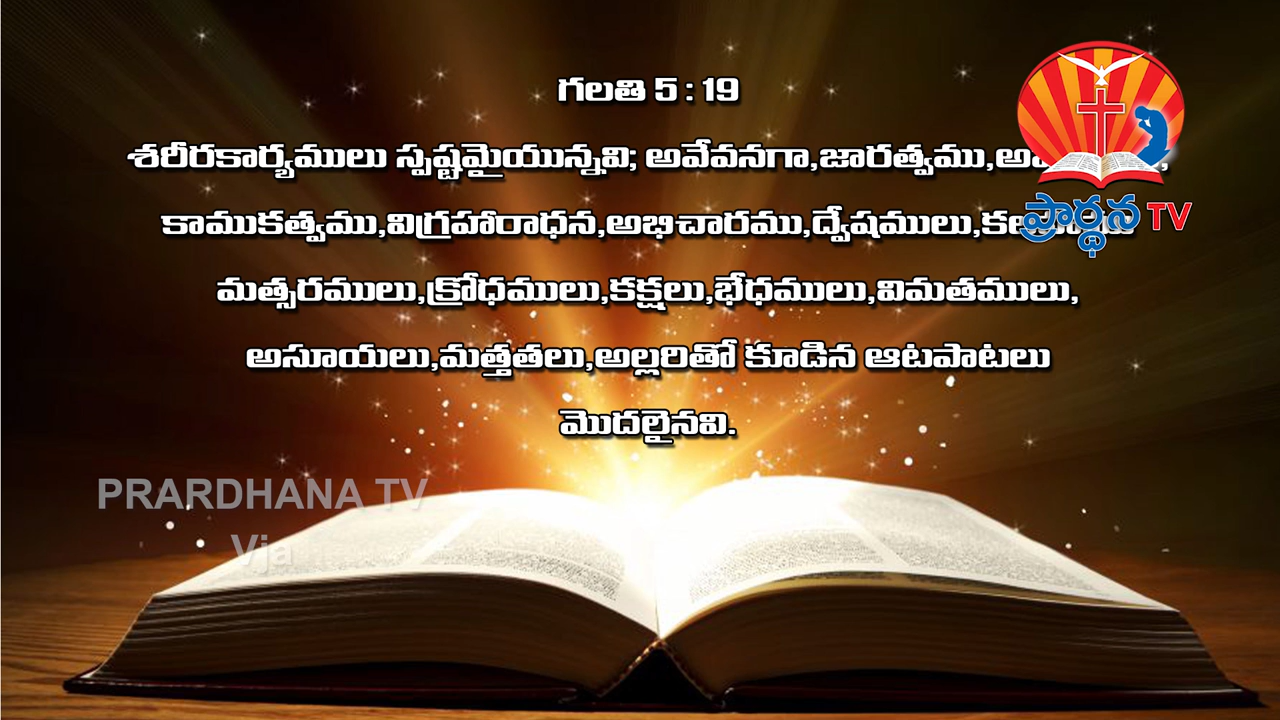 గలతి 5 : 19
శరీరకార్యములు స్పష్టమైయున్నవి; అవేవనగా,జారత్వము,
కాముకత్వము,విగ్రహారాధన,అభిచారము,ద్వేషములు,
మత్సరములు,క్రోధములు,కక్షలు,భేధములు,విమతములు,
అసూయలు,మత్తతలు,అల్లరితో కూడిన ఆటపాటలు
మొదలైనవి.
ప్రార్థన TV
PRARDHANA TV
Vja